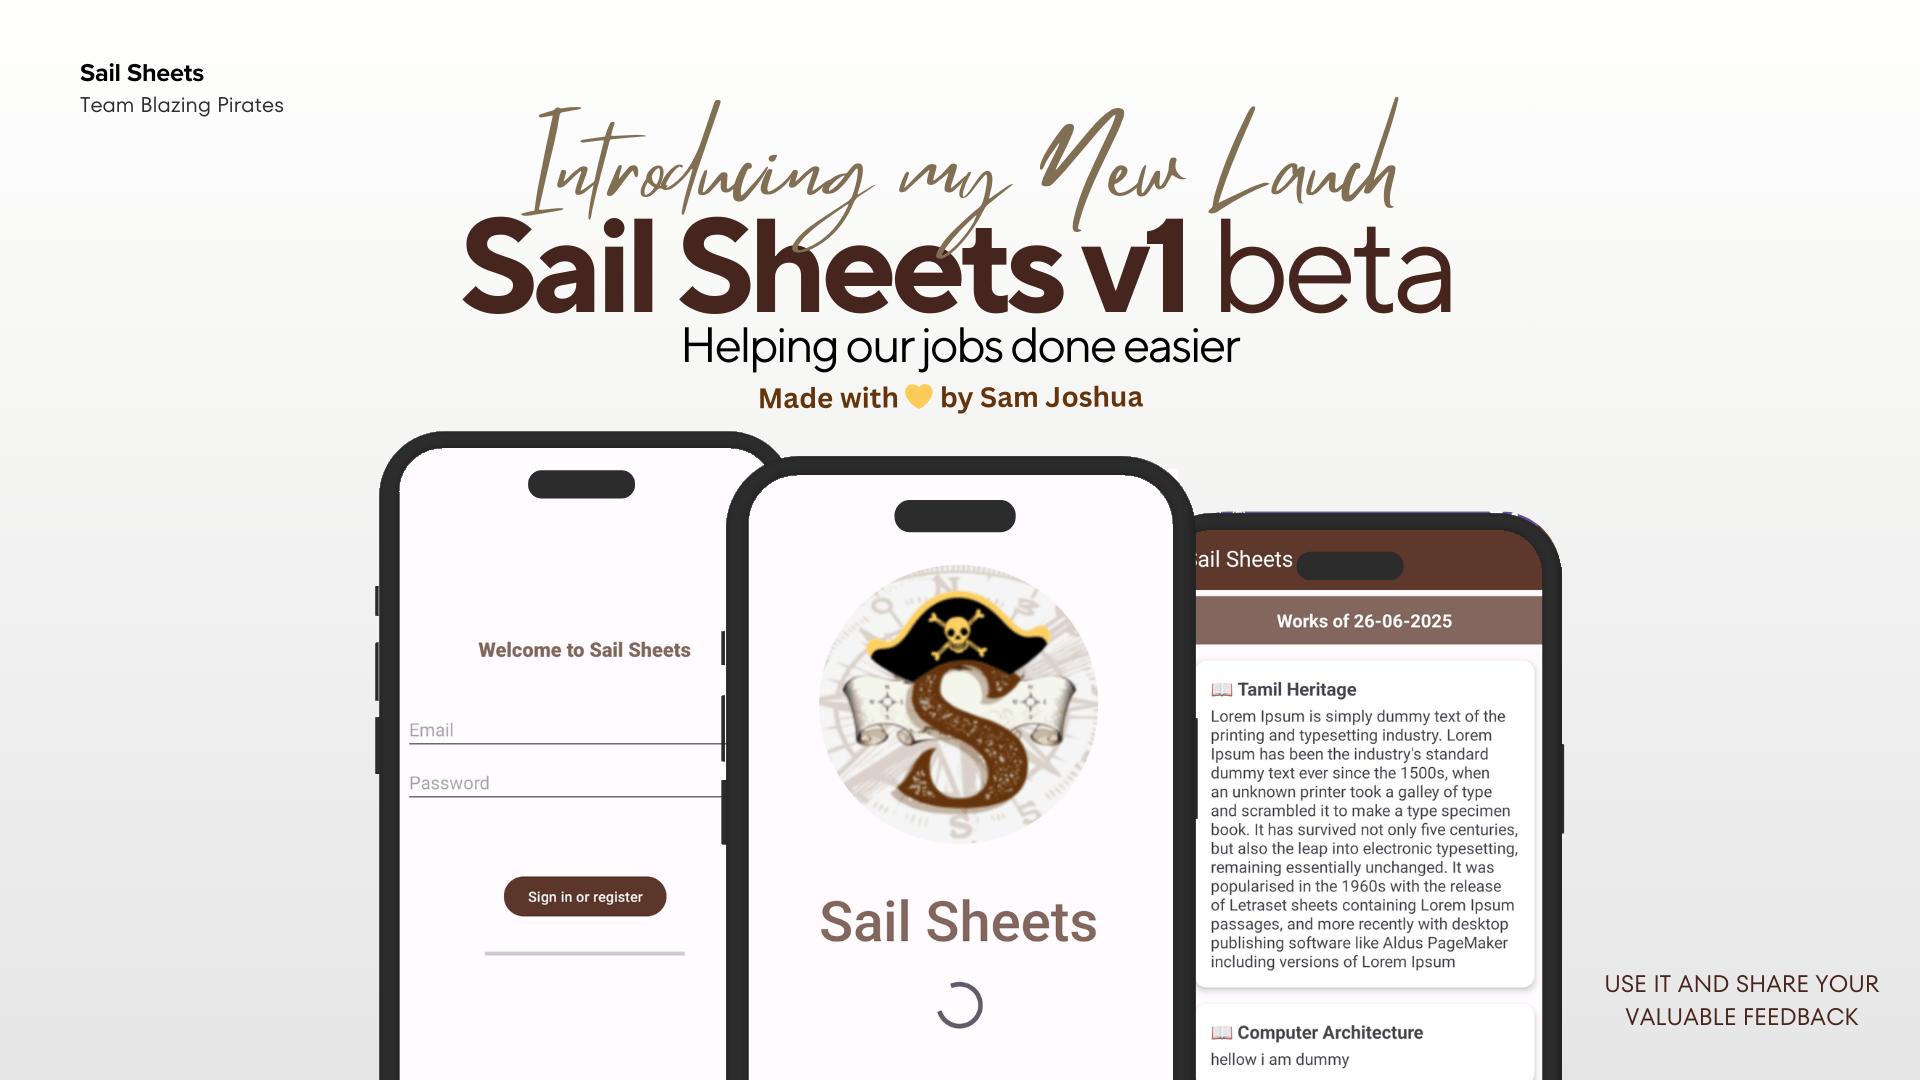 Sail Sheets
Team Blazing Pirates
Introducing my New Lauch
Sail Sheets v1 beta
Helping our jobs done easier
Made with 💛 by Sam Joshua
Welcome to Sail Sheets
Email
Password
Sign in or register
N
S
S
Sail Sheets
Sail Sheets
Works of 26-06-2025
📖 Tamil Heritage
Lorem Ipsum is simply dummy text of the
printing and typesetting industry. Lorem
Ipsum has been the industry's standard
dummy text ever since the 1500s, when
an unknown printer took a galley of type
and scrambled it to make a type specimen
book. It has survived not only five centuries,
but also the leap into electronic typesetting,
remaining essentially unchanged. It was
popularised in the 1960s with the release
of Letraset sheets containing Lorem Ipsum
passages, and more recently with desktop
publishing software like Aldus PageMaker
including versions of Lorem Ipsum
📖 Computer Architecture
hellow i am dummy
USE IT AND SHARE YOUR
VALUABLE FEEDBACK